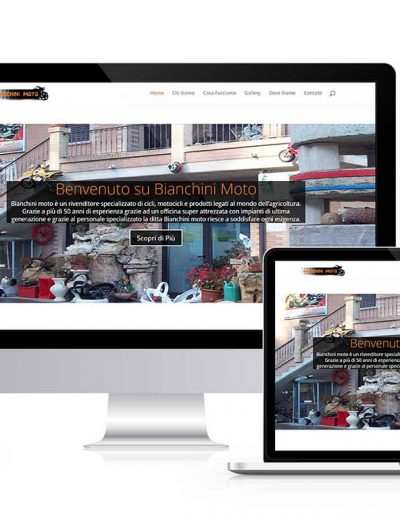 BIANCHINI MOTO
Home Chi Siamo Cosa Facciamo Gallery Dove Siamo Contatti
Benvenuto su Bianchini Moto
Bianchini moto è un rivenditore specializzato di cicli, motocicli e prodotti legati al mondo dell'agricoltura.
Grazie a più di 50 anni di esperienza grazie ad un officina super attrezzata con impianti di ultima
generazione e grazie al personale specializzato la ditta Bianchini moto riesce a soddisfare ogni esigenza.
Scopri di Più
BIANCHINI MOTO
Benvenuto
Bianchini moto è un rivenditore special
Grazie a più di 50 anni di esperienz
generazione e grazie al personale spec